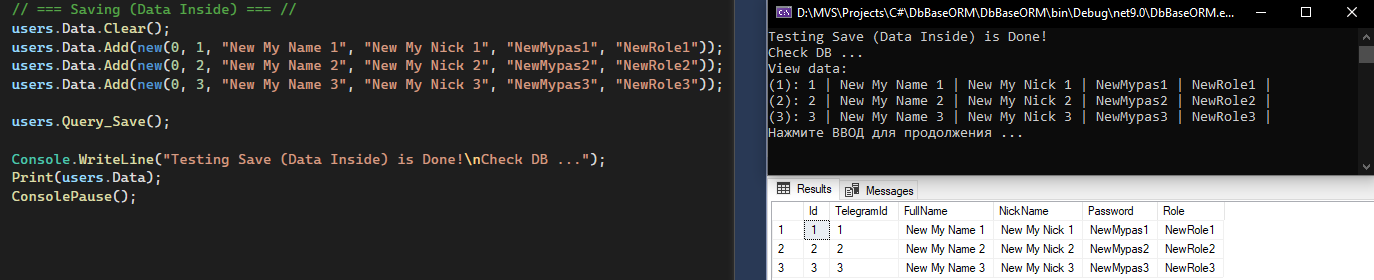 // === Saving (Data Inside) === //
users.Data.Clear();
users.Data.Add(new(0, 1, "New My Name 1", "New My Nick 1", "NewMypas1", "NewRole1"));
users.Data.Add(new(0, 2, "New My Name 2", "New My Nick 2", "NewMypas2", "NewRole2"));
users.Data.Add(new(0, 3, "New My Name 3", "New My Nick 3", "NewMypas3", "NewRole3"));
users.Query_Save();
Console.WriteLine("Testing Save (Data Inside) is Done!\nCheck DB ...");
Print(users.Data);
ConsolePause();
D:\MVS\Projects\C#\DbBaseORM\DbBaseORM\bin\Debug\net9.0\DbBaseORM.e...
Testing Save (Data Inside) is Done!
Check DB ...
View data:
(1): 1 | New My Name 1 | New My Nick 1 | NewMypas1 | NewRole1 |
(2): 2 | New My Name 2 | New My Nick 2 | NewMypas2 | NewRole2 |
(3): 3 | New My Name 3 | New My Nick 3 | NewMypas3 | NewRole3 |
Нажмите ВВОД для продолжения ...
Results Messages
Id TelegramId FullName NickName Password Role
1 1 1 New My Name 1 New My Nick 1 NewMypas1 NewRole1
2 2 2 New My Name 2 New My Nick 2 NewMypas2 NewRole2
3 3 3 New My Name 3 New My Nick 3 NewMypas3 NewRole3